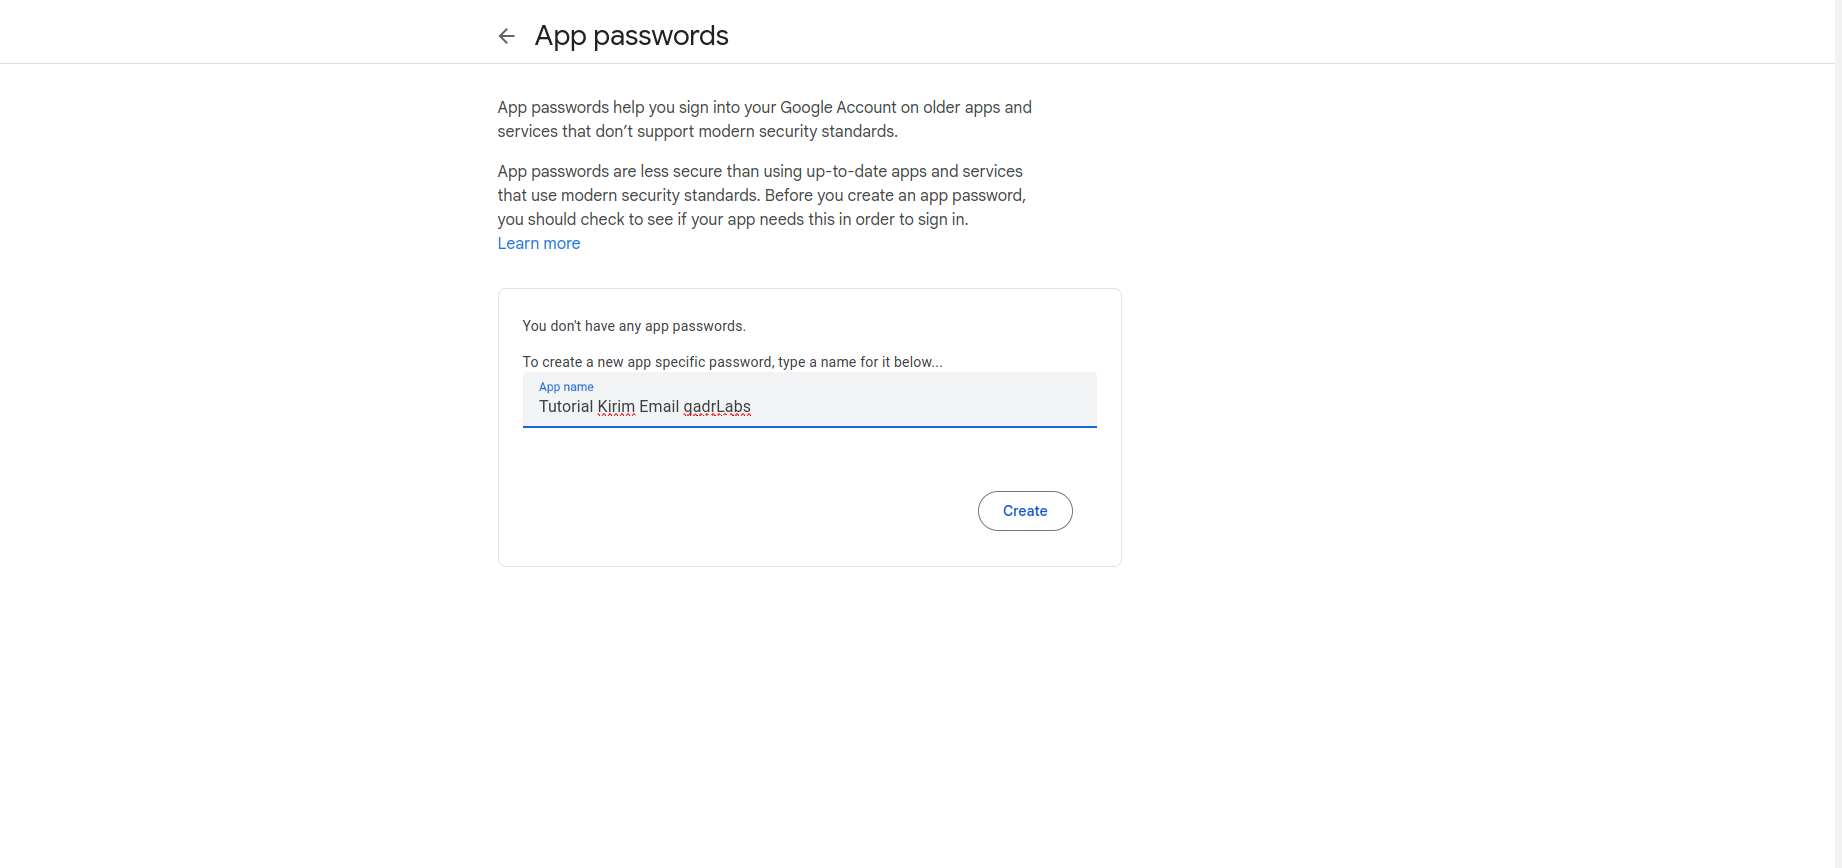 App passwords
App passwords help you sign into your Google Account on older apps and
services that don’t support modern security standards.
App passwords are less secure than using up-to-date apps and services
that use modern security standards. Before you create an app password,
you should check to see if your app needs this in order to sign in.
Learn more
You don't have any app passwords.
To create a new app specific password, type a name for it below...
App name
Tutorial Kirim Email qadrLabs
Create